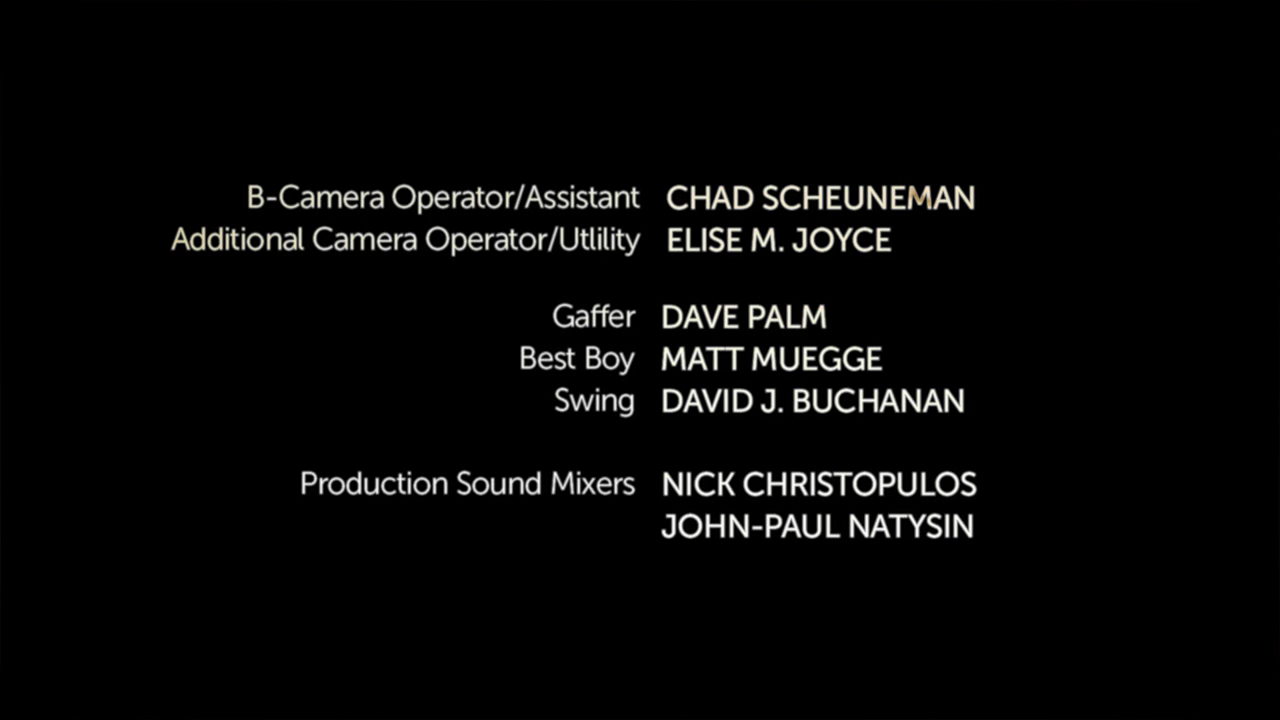 B-Camera Operator/Assistant CHAD SCHEUNEMAN
Additional Camera Operator/Utlility ELISE M. JOYCE
Gaffer DAVE PALM
Best Boy MATT MUEGGE
Swing DAVID J. BUCHANAN
Production Sound Mixers NICK CHRISTOPULOS
JOHN-PAUL NATYSIN